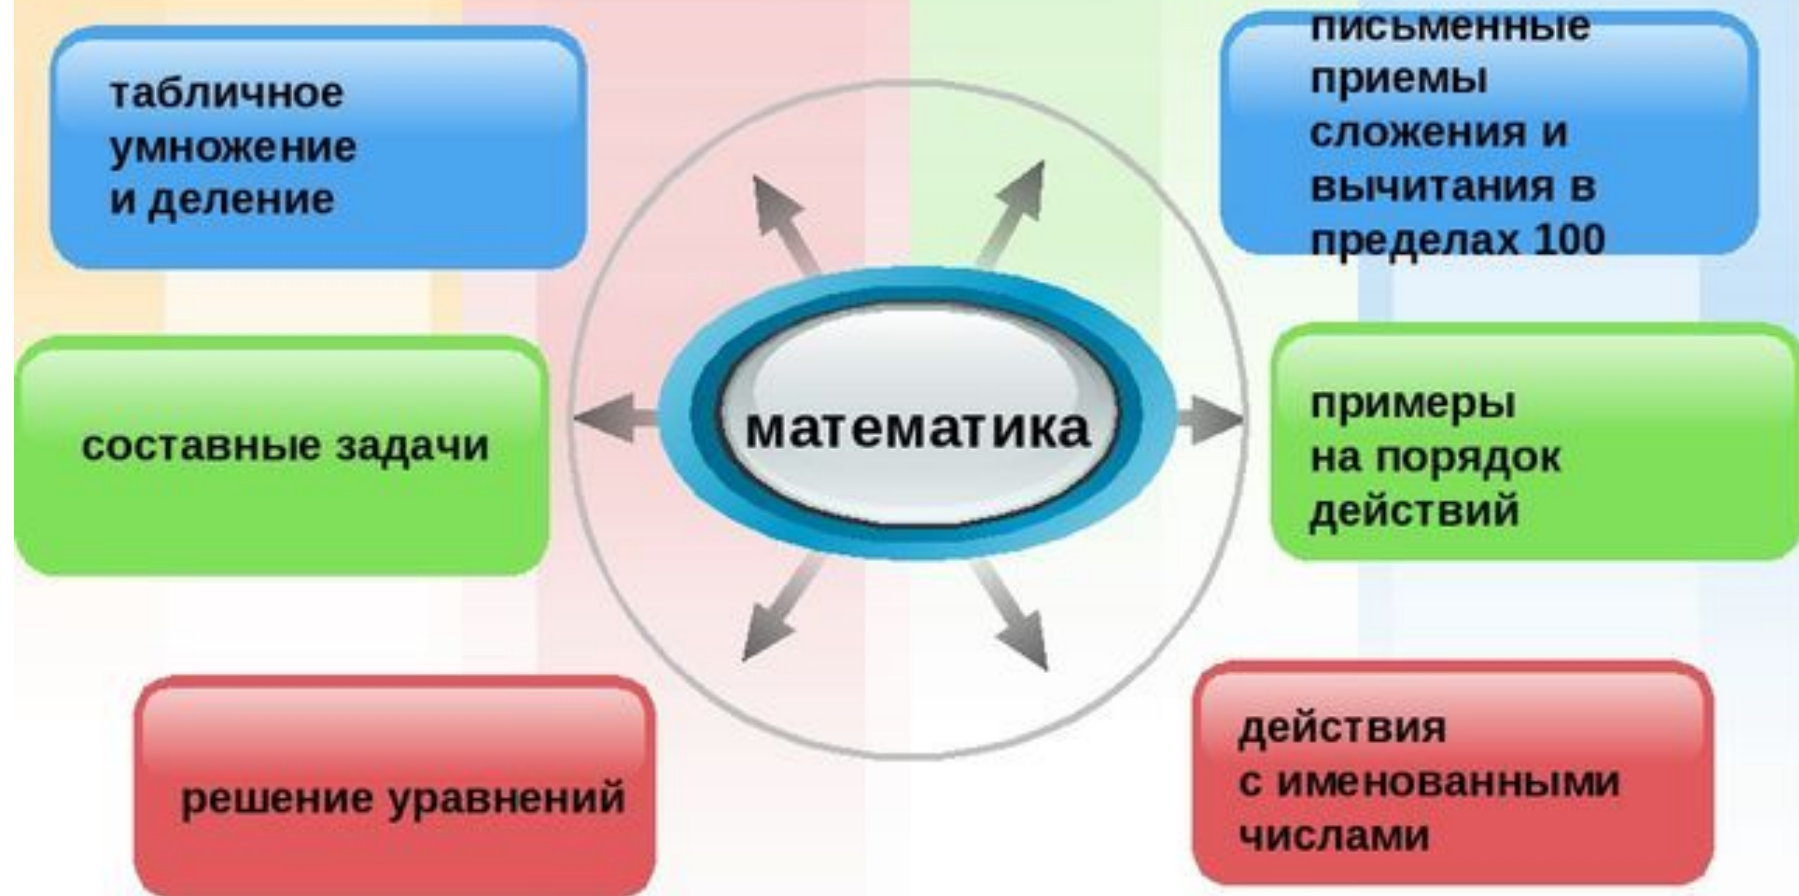 табличное
умножение
и деление
письменные
приемы
сложения и
вычитания в
пределах 100
составные задачи
математика
примеры
на порядок
действий
решение уравнений
действия
с именованными
числами